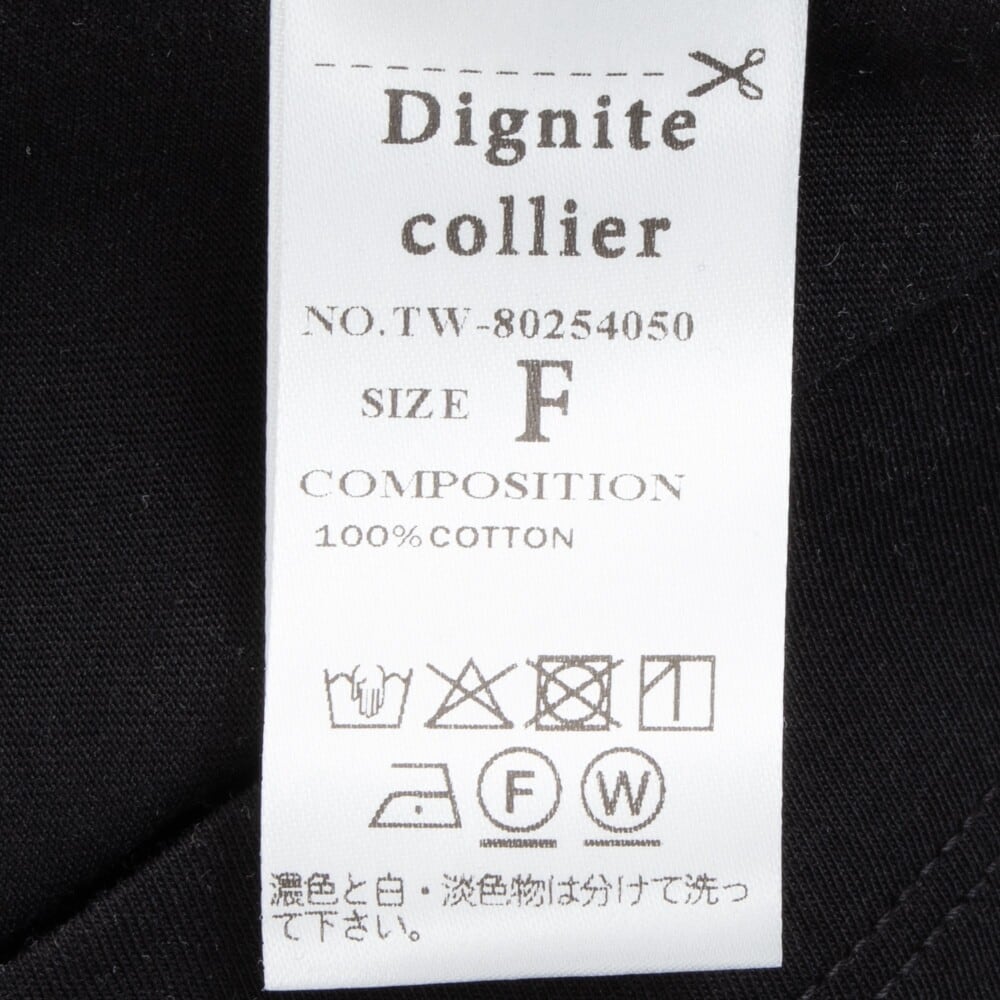 Dignite
collier
NO.TW-80254050
SIZE F
COMPOSITION
100%COTTON
F W
濃色と白・淡色物は分けて洗っ
て下さい。